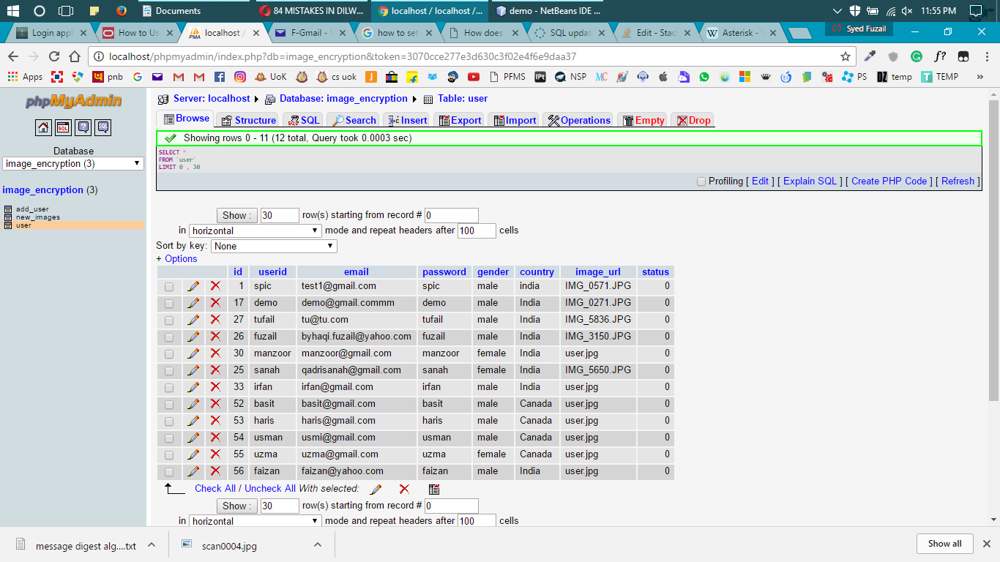 Documents
84 MISTAKES IN DILW...
localhost / localhost /...
demo - NetBeans IDE ...
11:55 PM
Login appl
How to Us
localhost /
F-Gmail - 
how to set
How does
SQL updat
Edit - Stac
Asterisk - 
Syed Fuzail
localhost/phpmyadmin/index.php?db=image_encryption&token=3070cce277e3d630c3f02e4f6e9daa37
Apps pnb UoK cs uok PFMS NSP PS temp TEMP »
phpMyAdmin
Database
image_encryption (3)
image_encryption (3)
add_user
new_images
user
Server: localhost Database: image_encryption Table: user
Browse Structure SQL Search Insert Export Import Operations Empty Drop
Showing rows 0 - 11 (12 total, Query took 0.0003 sec)
SELECT *
FROM `user`
LIMIT 0 , 30
Profiling [ Edit ] [ Explain SQL ] [ Create PHP Code ] [ Refresh ]
Show : 30 row(s) starting from record # 0
in horizontal mode and repeat headers after 100 cells
Sort by key: None
+ Options
id userid email password gender country image_url status
1 spic test1@gmail.com spic male india IMG_0571.JPG 0
17 demo demo@gmail.commm demo male India IMG_0271.JPG 0
27 tufail tu@tu.com tufail male India IMG_5836.JPG 0
26 fuzail byhaqi.fuzail@yahoo.com fuzail male India IMG_3150.JPG 0
30 manzoor manzoor@gmail.com manzoor female India user.jpg 0
25 sanah qadrisanah@gmail.com sanah female India IMG_5650.JPG 0
33 irfan irfan@gmail.com irfan male India user.jpg 0
52 basit basit@gmail.com basit male Canada user.jpg 0
53 haris haris@gmail.com haris male Canada user.jpg 0
54 usman usmi@gmail.com usman male Canada user.jpg 0
55 uzma uzma@gmail.com uzma female Canada user.jpg 0
56 faizan faizan@yahoo.com faizan male India user.jpg 0
Check All / Uncheck All With selected:
Show : 30 row(s) starting from record # 0
in horizontal mode and repeat headers after 100 cells
message digest alg....txt
scan0004.jpg
Show all